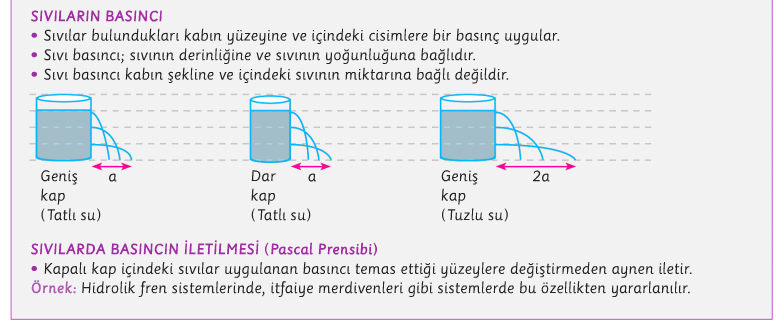 SIVILARIN BASINCI
• Sıvılar bulundukları kabın yüzeyine ve içindeki cisimlere bir basınç uygular.
• Sıvı basıncı; sıvının derinliğine ve sıvının yoğunluğuna bağlıdır.
• Sıvı basıncı kabın şekline ve içindeki sıvının miktarına bağlı değildir.
Geniş kap (Tatlı su) a
Dar kap (Tatlı su) a
Geniş kap (Tuzlu su) 2a
SIVILARDA BASINCIN İLETİLMESİ (Pascal Prensibi)
• Kapalı kap içindeki sıvılar uygulanan basıncı temas ettiği yüzeylere değiştirmeden aynen iletir.
Örnek: Hidrolik fren sistemlerinde, itfaiye merdivenleri gibi sistemlerde bu özellikten yararlanılır.